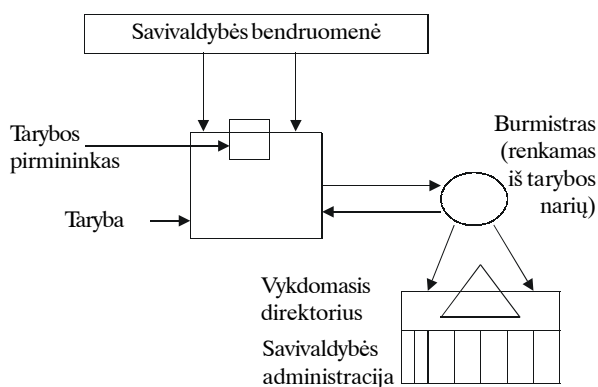 Savivaldybės bendruomenė
Tarybos
pirmininkas
Taryba
Burmistras
(renkamas
iš tarybos
narių)
Vykdomasis
direktorius
Savivaldybės
administracija